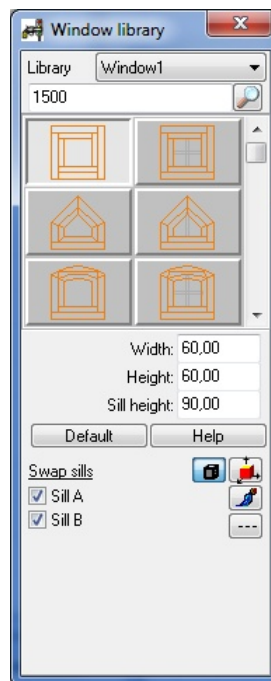 Window library
Library Window1
1500
Width: 60,00
Height: 60,00
Sill height: 90,00
Default Help
Swap sills
Sill A
Sill B
---